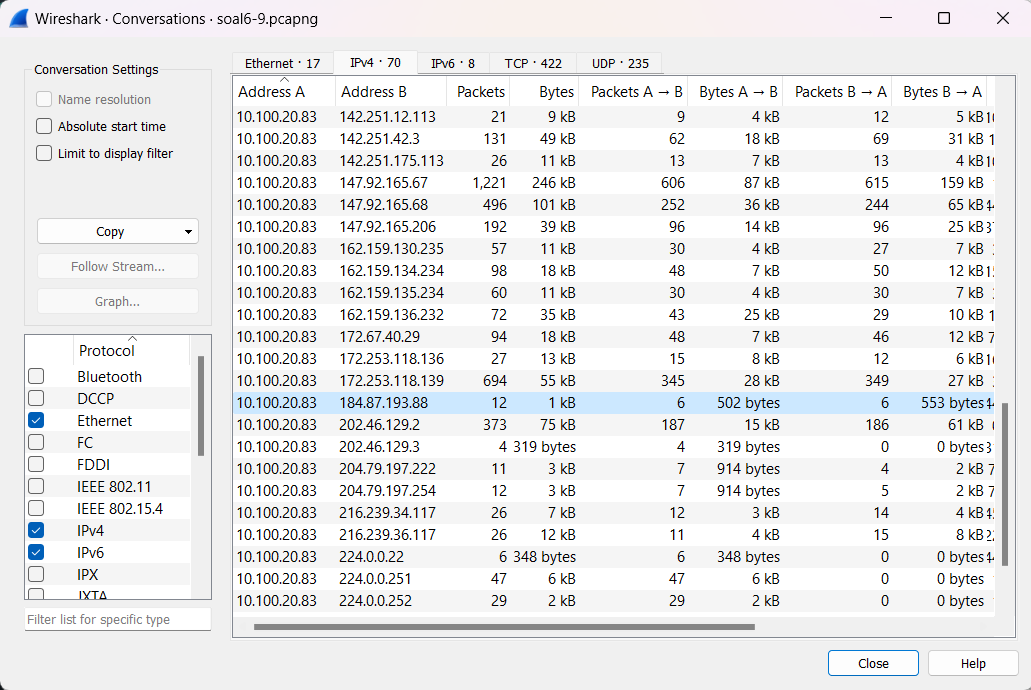 Wireshark · Conversations · soal6-9.pcapng
Conversation Settings
Name resolution
Absolute start time
Limit to display filter
Copy
Follow Stream...
Graph...
Protocol
Bluetooth
DCCP
Ethernet
FC
FDDI
IEEE 802.11
IEEE 802.15.4
IPv4
IPv6
IPX
JXTA
Filter list for specific type
Ethernet · 17 IPv4 · 70 IPv6 · 8 TCP · 422 UDP · 235
Address A Address B Packets Bytes Packets A → B Bytes A → B Packets B → A Bytes B → A
10.100.20.83 142.251.12.113 21 9 kB 9 4 kB 12 5 kB
10.100.20.83 142.251.42.3 131 49 kB 62 18 kB 69 31 kB
10.100.20.83 142.251.175.113 26 11 kB 13 7 kB 13 4 kB
10.100.20.83 147.92.165.67 1,221 246 kB 606 87 kB 615 159 kB
10.100.20.83 147.92.165.68 496 101 kB 252 36 kB 244 65 kB
10.100.20.83 147.92.165.206 192 39 kB 96 14 kB 96 25 kB
10.100.20.83 162.159.130.235 57 11 kB 30 4 kB 27 7 kB
10.100.20.83 162.159.134.234 98 18 kB 48 7 kB 50 12 kB
10.100.20.83 162.159.135.234 60 11 kB 30 4 kB 30 7 kB
10.100.20.83 162.159.136.232 72 35 kB 43 25 kB 29 10 kB
10.100.20.83 172.67.40.29 94 18 kB 48 7 kB 46 12 kB
10.100.20.83 172.253.118.136 27 13 kB 15 8 kB 12 6 kB
10.100.20.83 172.253.118.139 694 55 kB 345 28 kB 349 27 kB
10.100.20.83 184.87.193.88 12 1 kB 6 502 bytes 6 553 bytes
10.100.20.83 202.46.129.2 373 75 kB 187 15 kB 186 61 kB
10.100.20.83 202.46.129.3 4 319 bytes 4 319 bytes 0 0 bytes
10.100.20.83 204.79.197.222 11 3 kB 7 914 bytes 4 2 kB
10.100.20.83 204.79.197.254 12 3 kB 7 914 bytes 5 2 kB
10.100.20.83 216.239.34.117 26 7 kB 12 3 kB 14 4 kB
10.100.20.83 216.239.36.117 26 12 kB 11 4 kB 15 8 kB
10.100.20.83 224.0.0.22 6 348 bytes 6 348 bytes 0 0 bytes
10.100.20.83 224.0.0.251 47 6 kB 47 6 kB 0 0 bytes
10.100.20.83 224.0.0.252 29 2 kB 29 2 kB 0 0 bytes
Close
Help